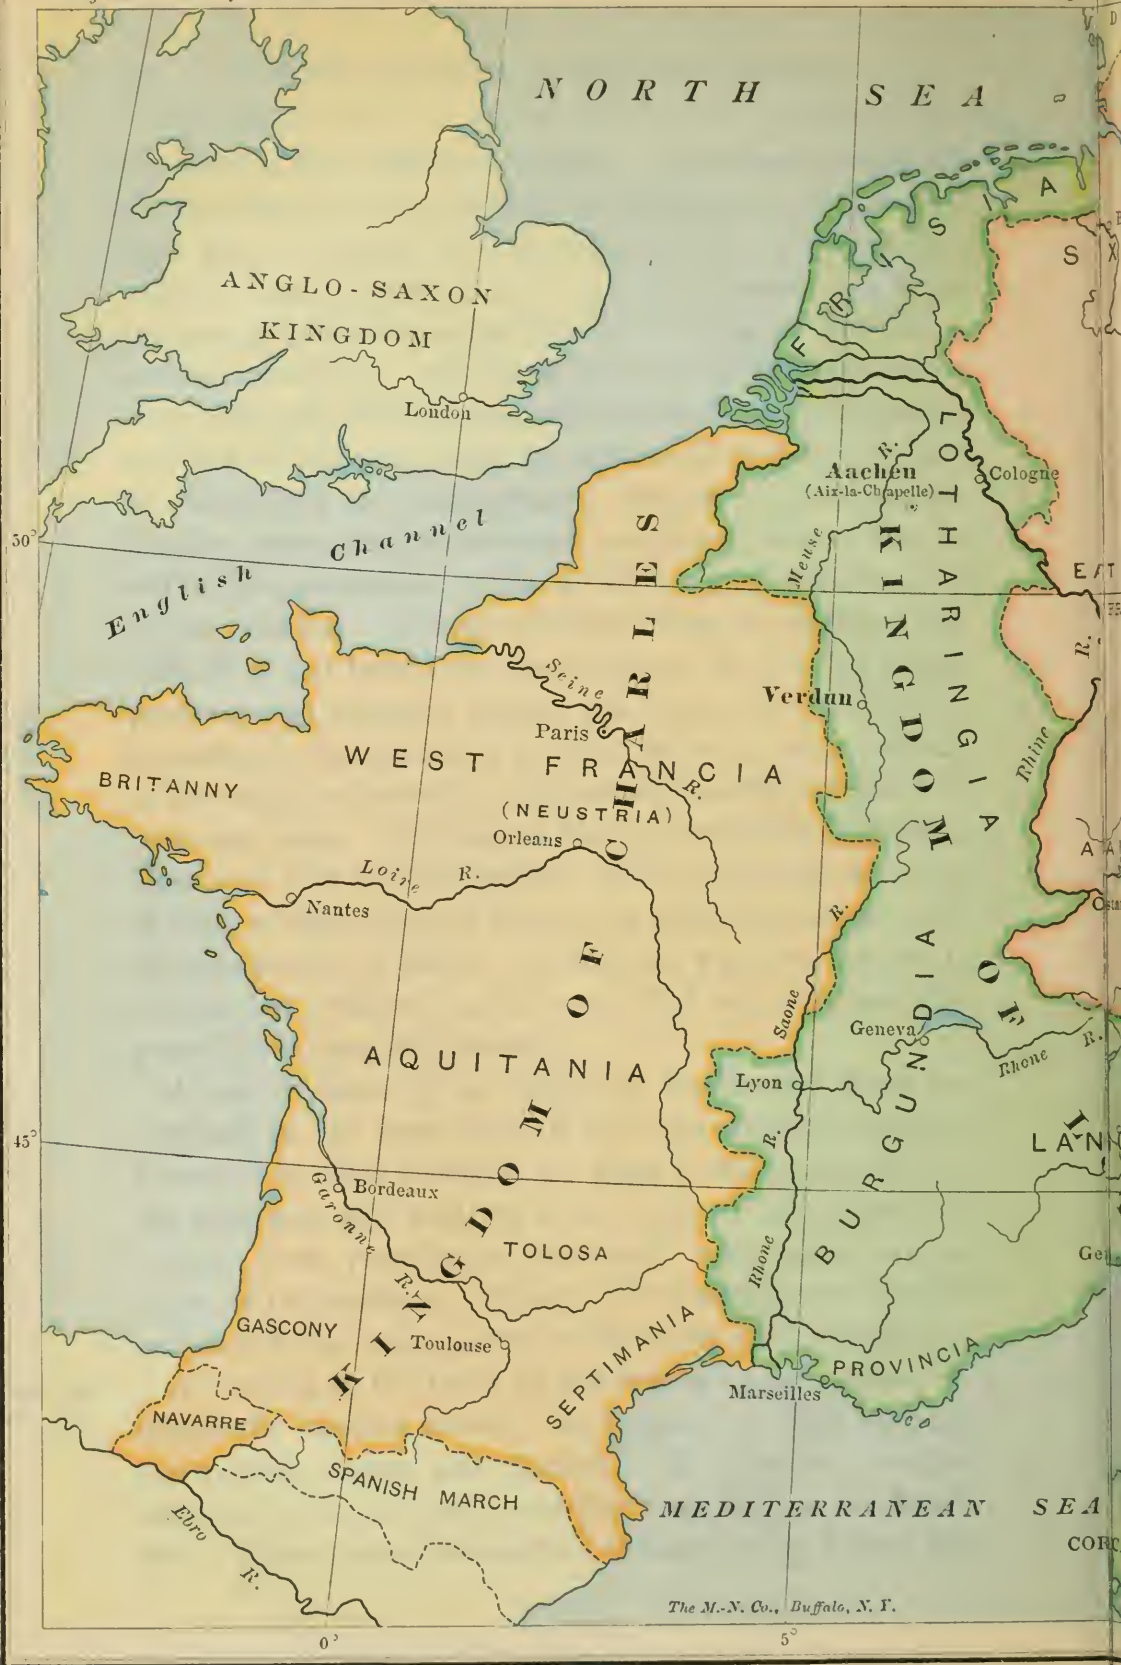 NORTH SEA
ANGLO-SAXON
KINGDOM
London
English Channel
50°
FRISIA
S
Aachen
(Aix-la-Chapelle)
R.
Cologne
LOTHARINGIA
KINGDOM OF
Meuse
Verdun
Rhine
R.
Seine
R.
Paris
KINGDOM OF CHARLES
WEST FRANCIA
(NEUSTRIA)
BRITANNY
Orleans
Loire R.
Nantes
R.
Saone
Geneva
Rhone R.
Lyon
BURGUNDIA
R.
Rhone
AQUITANIA
45°
Bordeaux
Garonne R.
TOLOSA
GASCONY
Toulouse
SEPTIMANIA
PROVINCIA
Marseilles
NAVARRE
SPANISH MARCH
Ebro R.
MEDITERRANEAN SEA
The M.-N. Co., Buffalo, N. Y.
0°
5°